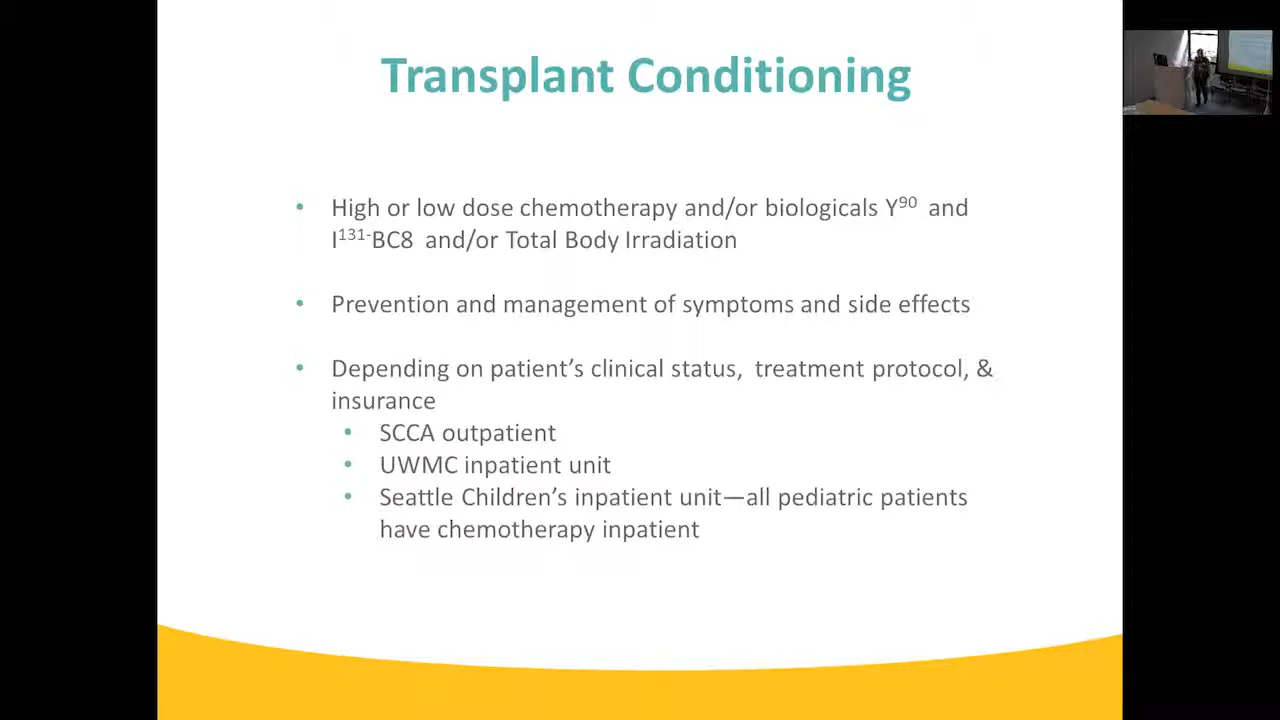 Transplant Conditioning
• High or low dose chemotherapy and/or biologicals Y⁹⁰ and
I¹³¹⁻BC8 and/or Total Body Irradiation
• Prevention and management of symptoms and side effects
• Depending on patient’s clinical status, treatment protocol, &
insurance
• SCCA outpatient
• UWMC inpatient unit
• Seattle Children’s inpatient unit—all pediatric patients
have chemotherapy inpatient